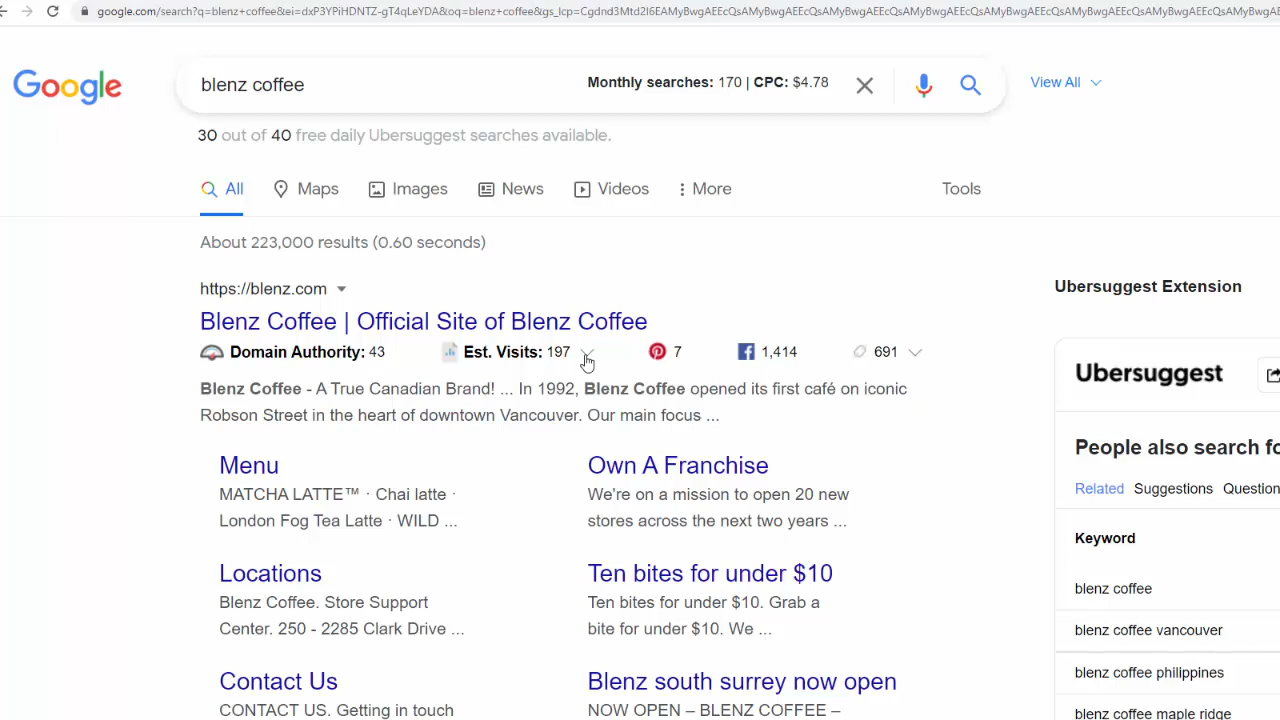 google.com/search?q=blenz+coffee&ei=dxP3YPiHDNTZ-gT4qLeYDA&oq=blenz+coffee&gs_lcp=
Google
blenz coffee
Monthly searches: 170 | CPC: $4.78
View All
30 out of 40 free daily Ubersuggest searches available.
All
Maps
Images
News
Videos
More
Tools
About 223,000 results (0.60 seconds)
https://blenz.com
Blenz Coffee | Official Site of Blenz Coffee
Domain Authority: 43
Est. Visits: 197
7
1,414
691
Blenz Coffee - A True Canadian Brand! ... In 1992, Blenz Coffee opened its first café on iconic
Robson Street in the heart of downtown Vancouver. Our main focus ...
Menu
MATCHA LATTE™ · Chai latte ·
London Fog Tea Latte · WILD ...
Own A Franchise
We're on a mission to open 20 new
stores across the next two years ...
Locations
Blenz Coffee. Store Support
Center. 250 - 2285 Clark Drive ...
Ten bites for under $10
Ten bites for under $10. Grab a
bite for under $10. We ...
Contact Us
CONTACT US. Getting in touch
Blenz south surrey now open
NOW OPEN – BLENZ COFFEE –
Ubersuggest Extension
Ubersuggest
People also search fo
Related
Suggestions
Question
Keyword
blenz coffee
blenz coffee vancouver
blenz coffee philippines
blenz coffee maple ridge